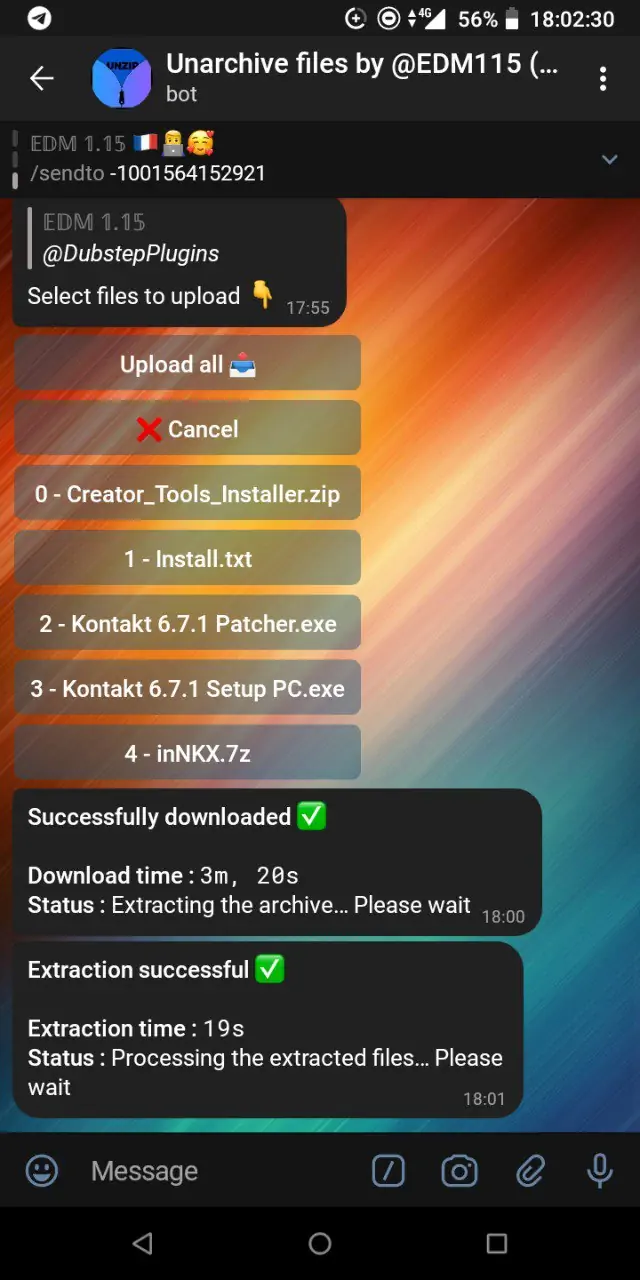 4G 56% 18:02:30
Unarchive files by @EDM115 (...
bot
UNZIP
𝔼𝔻𝕄 𝟙.𝟙𝟝 🇫🇷👨‍💻🥰
/sendto -1001564152921
𝔼𝔻𝕄 𝟙.𝟙𝟝
@DubstepPlugins
Select files to upload 👇 17:55
Upload all 📤
❌ Cancel
0 - Creator_Tools_Installer.zip
1 - Install.txt
2 - Kontakt 6.7.1 Patcher.exe
3 - Kontakt 6.7.1 Setup PC.exe
4 - inNKX.7z
Successfully downloaded ✅
Download time : 3m, 20s
Status : Extracting the archive... Please wait 18:00
Extraction successful ✅
Extraction time : 19s
Status : Processing the extracted files... Please
wait 18:01
Message